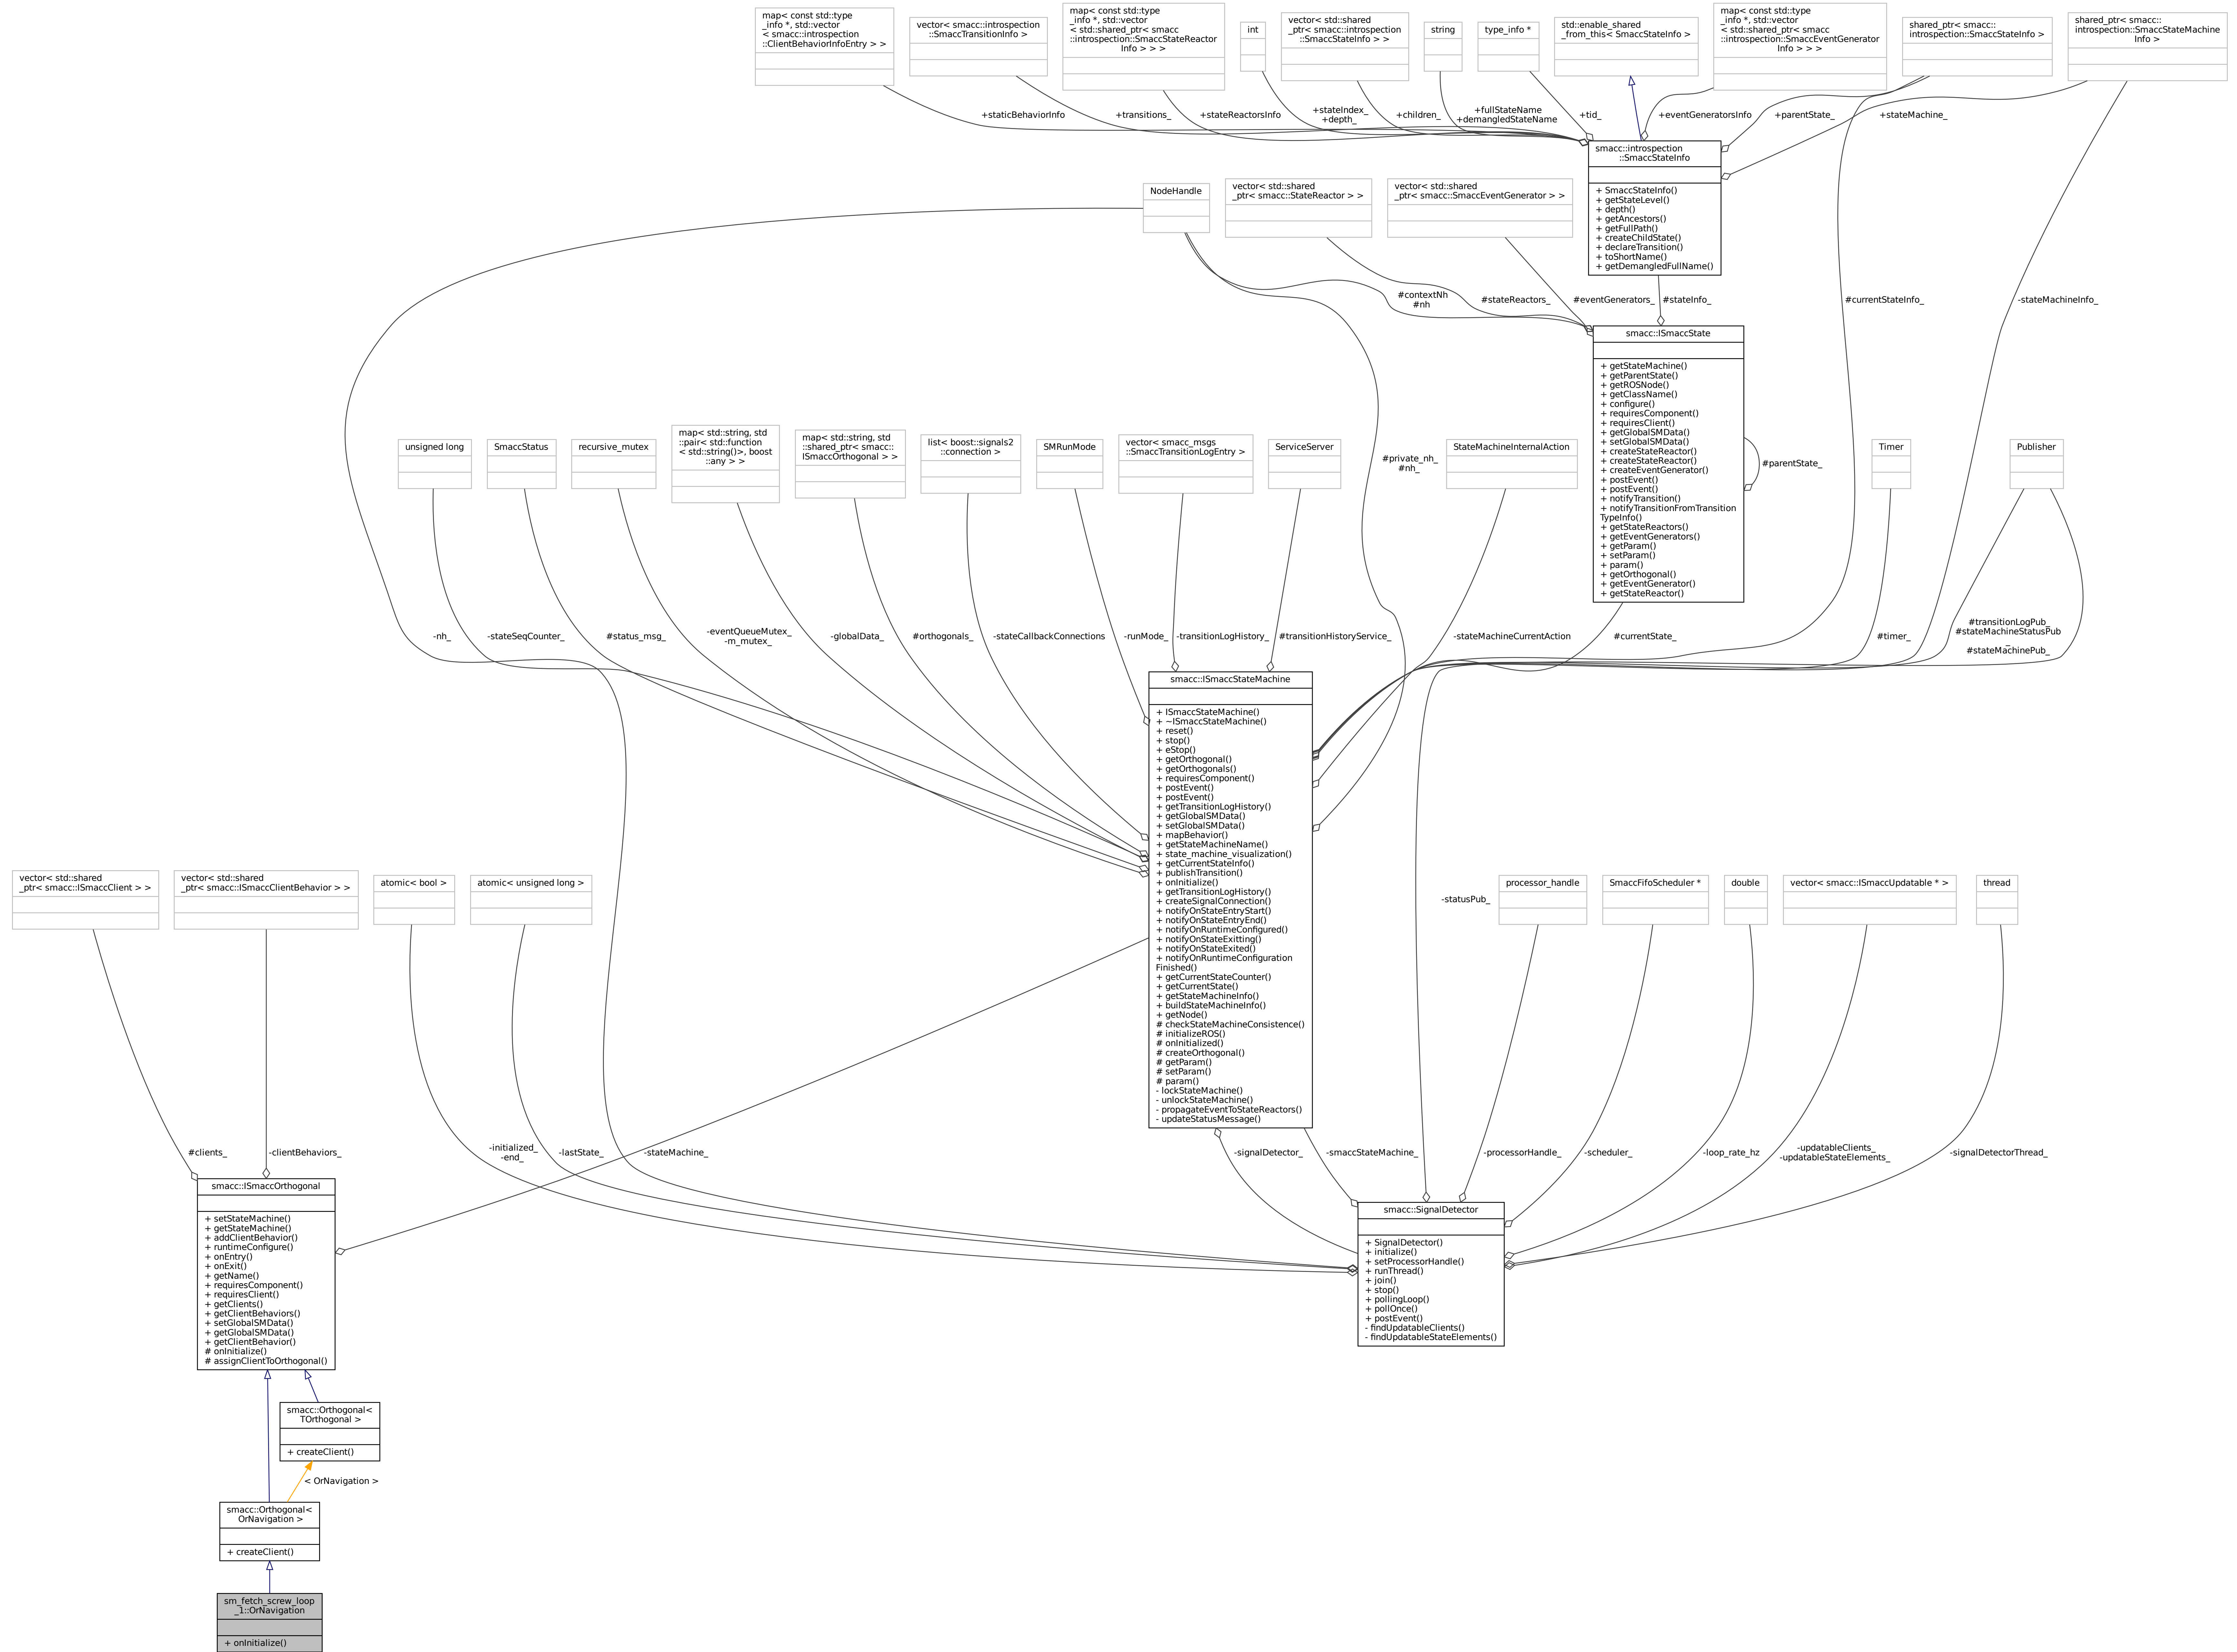 map< const std::type
_info *, std::vector
< smacc::introspection
::ClientBehaviorInfoEntry > >
vector< smacc::introspection
::SmaccTransitionInfo >
map< const std::type
_info *, std::vector
< std::shared_ptr< smacc
::introspection::SmaccStateReactor
Info > > >
int
vector< std::shared
_ptr< smacc::introspection
::SmaccStateInfo > >
string
type_info *
std::enable_shared
_from_this< SmaccStateInfo >
map< const std::type
_info *, std::vector
< std::shared_ptr< smacc
::introspection::SmaccEventGenerator
Info > > >
shared_ptr< smacc::
introspection::SmaccStateInfo >
shared_ptr< smacc::
introspection::SmaccStateMachine
Info >
+staticBehaviorInfo
+transitions_
+stateReactorsInfo
+stateIndex_
+depth_
+children_
+fullStateName
+demangledStateName
+tid_
+eventGeneratorsInfo
+parentState_
+stateMachine_
smacc::introspection
::SmaccStateInfo
+ SmaccStateInfo()
+ getStateLevel()
+ depth()
+ getAncestors()
+ getFullPath()
+ createChildState()
+ declareTransition()
+ toShortName()
+ getDemangledFullName()
NodeHandle
vector< std::shared
_ptr< smacc::StateReactor > >
vector< std::shared
_ptr< smacc::SmaccEventGenerator > >
#contextNh
#nh
#stateReactors_
#eventGenerators_
#stateInfo_
#currentStateInfo_
-stateMachineInfo_
smacc::ISmaccState
+ getStateMachine()
+ getParentState()
+ getROSNode()
+ getClassName()
+ configure()
+ requiresComponent()
+ requiresClient()
+ getGlobalSMData()
+ setGlobalSMData()
+ createStateReactor()
+ createStateReactor()
+ createEventGenerator()
+ postEvent()
+ postEvent()
+ notifyTransition()
+ notifyTransitionFromTransition
TypeInfo()
+ getStateReactors()
+ getEventGenerators()
+ getParam()
+ setParam()
+ param()
+ getOrthogonal()
+ getEventGenerator()
+ getStateReactor()
#parentState_
unsigned long
SmaccStatus
recursive_mutex
map< std::string, std
::pair< std::function
< std::string()>, boost
::any > >
map< std::string, std
::shared_ptr< smacc::
ISmaccOrthogonal > >
list< boost::signals2
::connection >
SMRunMode
vector< smacc_msgs
::SmaccTransitionLogEntry >
ServiceServer
#private_nh_
#nh_
StateMachineInternalAction
Timer
Publisher
-nh_
-stateSeqCounter_
#status_msg_
-eventQueueMutex_
-m_mutex_
-globalData_
#orthogonals_
-stateCallbackConnections
-runMode_
-transitionLogHistory_
#transitionHistoryService_
-stateMachineCurrentAction
#currentState_
#timer_
#transitionLogPub_
#stateMachineStatusPub
_
#stateMachinePub_
smacc::ISmaccStateMachine
+ ISmaccStateMachine()
+ ~ISmaccStateMachine()
+ reset()
+ stop()
+ eStop()
+ getOrthogonal()
+ getOrthogonals()
+ requiresComponent()
+ postEvent()
+ postEvent()
+ getTransitionLogHistory()
+ getGlobalSMData()
+ setGlobalSMData()
+ mapBehavior()
+ getStateMachineName()
+ state_machine_visualization()
+ getCurrentStateInfo()
+ publishTransition()
+ onInitialize()
+ getTransitionLogHistory()
+ createSignalConnection()
+ notifyOnStateEntryStart()
+ notifyOnStateEntryEnd()
+ notifyOnRuntimeConfigured()
+ notifyOnStateExitting()
+ notifyOnStateExited()
+ notifyOnRuntimeConfiguration
Finished()
+ getCurrentStateCounter()
+ getCurrentState()
+ getStateMachineInfo()
+ buildStateMachineInfo()
+ getNode()
# checkStateMachineConsistence()
# initializeROS()
# onInitialized()
# createOrthogonal()
# getParam()
# setParam()
# param()
- lockStateMachine()
- unlockStateMachine()
- propagateEventToStateReactors()
- updateStatusMessage()
vector< std::shared
_ptr< smacc::ISmaccClient > >
vector< std::shared
_ptr< smacc::ISmaccClientBehavior > >
atomic< bool >
atomic< unsigned long >
-statusPub_
processor_handle
SmaccFifoScheduler *
double
vector< smacc::ISmaccUpdatable * >
thread
#clients_
-clientBehaviors_
-initialized_
-end_
-lastState_
-stateMachine_
-signalDetector_
-smaccStateMachine_
-processorHandle_
-scheduler_
-loop_rate_hz
-updatableClients_
-updatableStateElements_
-signalDetectorThread_
smacc::ISmaccOrthogonal
+ setStateMachine()
+ getStateMachine()
+ addClientBehavior()
+ runtimeConfigure()
+ onEntry()
+ onExit()
+ getName()
+ requiresComponent()
+ requiresClient()
+ getClients()
+ getClientBehaviors()
+ setGlobalSMData()
+ getGlobalSMData()
+ getClientBehavior()
# onInitialize()
# assignClientToOrthogonal()
smacc::SignalDetector
+ SignalDetector()
+ initialize()
+ setProcessorHandle()
+ runThread()
+ join()
+ stop()
+ pollingLoop()
+ pollOnce()
+ postEvent()
- findUpdatableClients()
- findUpdatableStateElements()
smacc::Orthogonal<
TOrthogonal >
+ createClient()
< OrNavigation >
smacc::Orthogonal<
OrNavigation >
+ createClient()
sm_fetch_screw_loop
_1::OrNavigation
+ onInitialize()